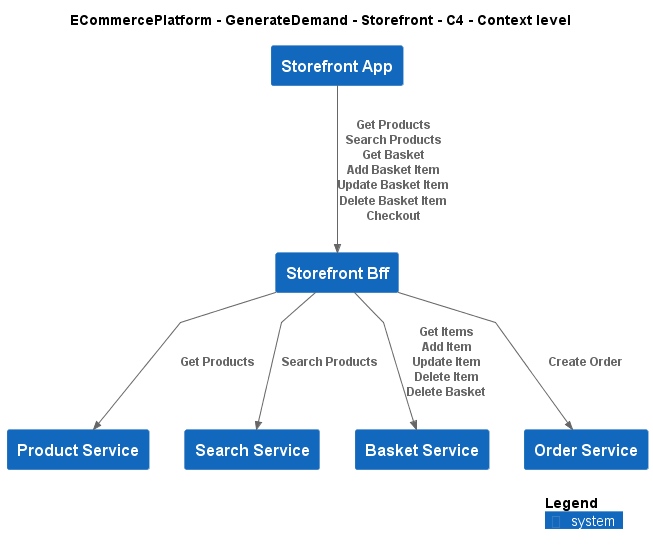 ECommercePlatform - GenerateDemand - Storefront - C4 - Context level
Storefront App
Get Products
Search Products
Get Basket
Add Basket Item
Update Basket Item
Delete Basket Item
Checkout
Storefront Bff
Get Products
Search Products
Get Items
Add Item
Update Item
Delete Item
Delete Basket
Create Order
Product Service
Search Service
Basket Service
Order Service
Legend
system